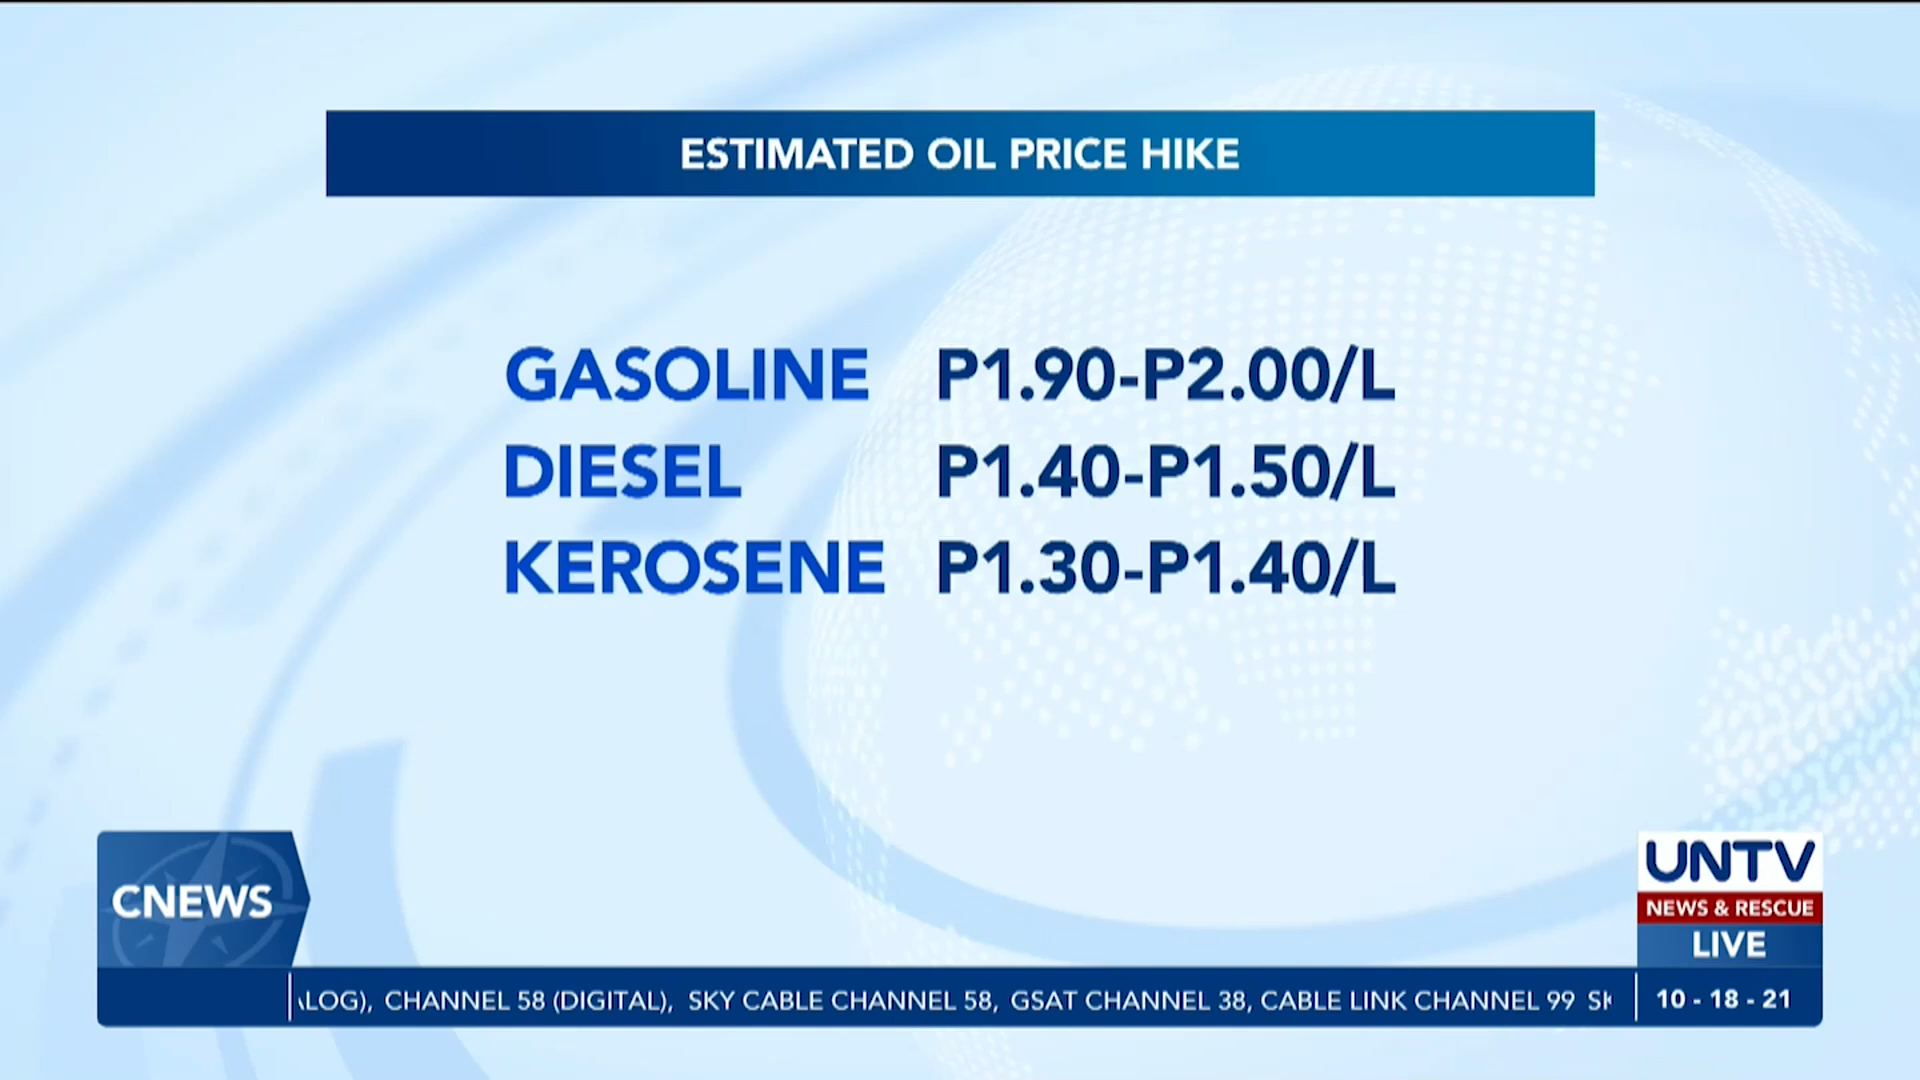 ESTIMATED OIL PRICE HIKE
GASOLINE P1.90-P2.00/L
DIESEL P1.40-P1.50/L
KEROSENE P1.30-P1.40/L
CNEWS
UNTV
NEWS & RESCUE
LIVE
CHANNEL 58 (DIGITAL), SKY CABLE CHANNEL 58, GSAT CHANNEL 38, CABLE LINK CHANNEL 99
10 - 18 - 21